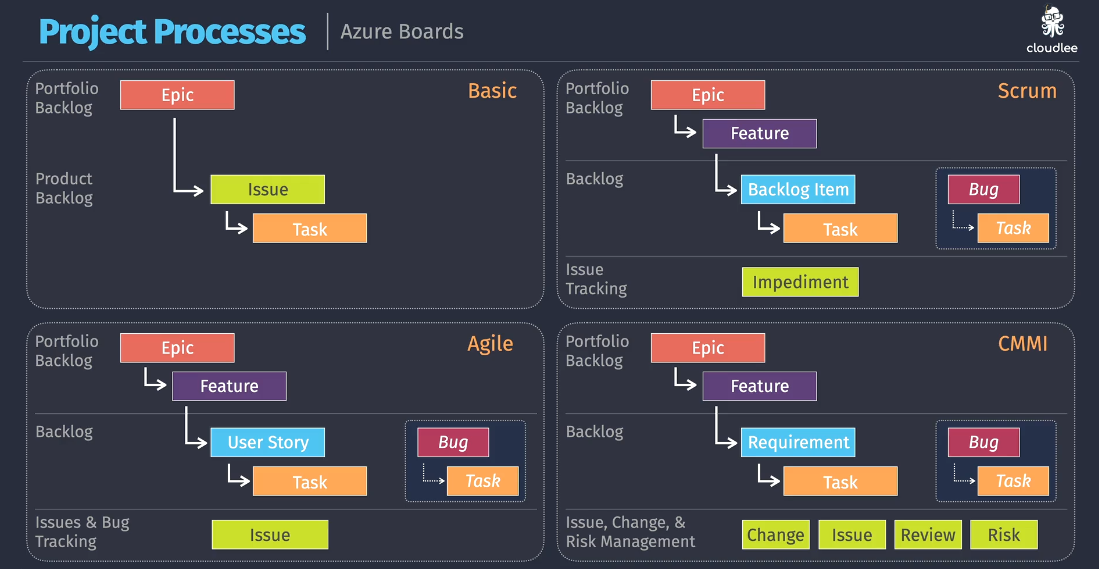 Project Processes
Azure Boards
cloudlee
Portfolio
Backlog
Epic
Basic
Product
Backlog
Issue
Task
Portfolio
Backlog
Epic
Scrum
Feature
Backlog
Backlog Item
Bug
Task
Task
Issue
Tracking
Impediment
Portfolio
Backlog
Epic
Agile
Feature
Backlog
User Story
Bug
Task
Task
Issues & Bug
Tracking
Issue
Portfolio
Backlog
Epic
CMMI
Feature
Backlog
Requirement
Bug
Task
Task
Issue, Change, &
Risk Management
Change
Issue
Review
Risk